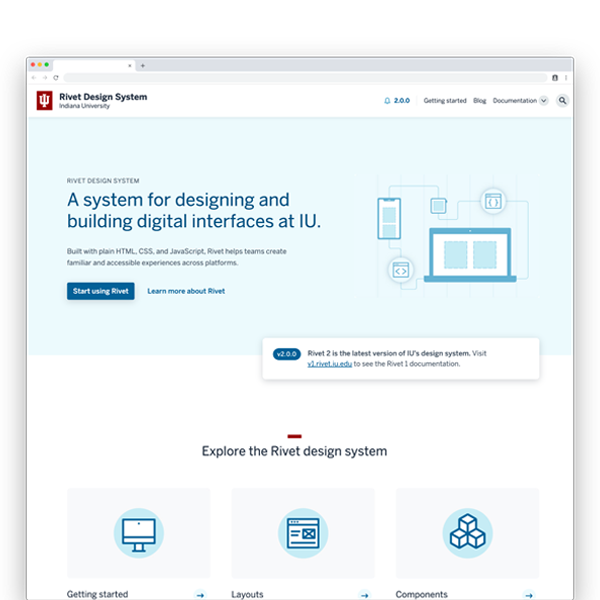 Rivet Design System
Indiana University
2.0.0
Getting started
Blog
Documentation
RIVET DESIGN SYSTEM
A system for designing and
building digital interfaces at IU.
Built with plain HTML, CSS, and JavaScript, Rivet helps teams create
familiar and accessible experiences across platforms.
Start using Rivet
Learn more about Rivet
v2.0.0
Rivet 2 is the latest version of IU's design system. Visit
v1.rivet.iu.edu to see the Rivet 1 documentation.
Explore the Rivet design system
Getting started
Layouts
Components